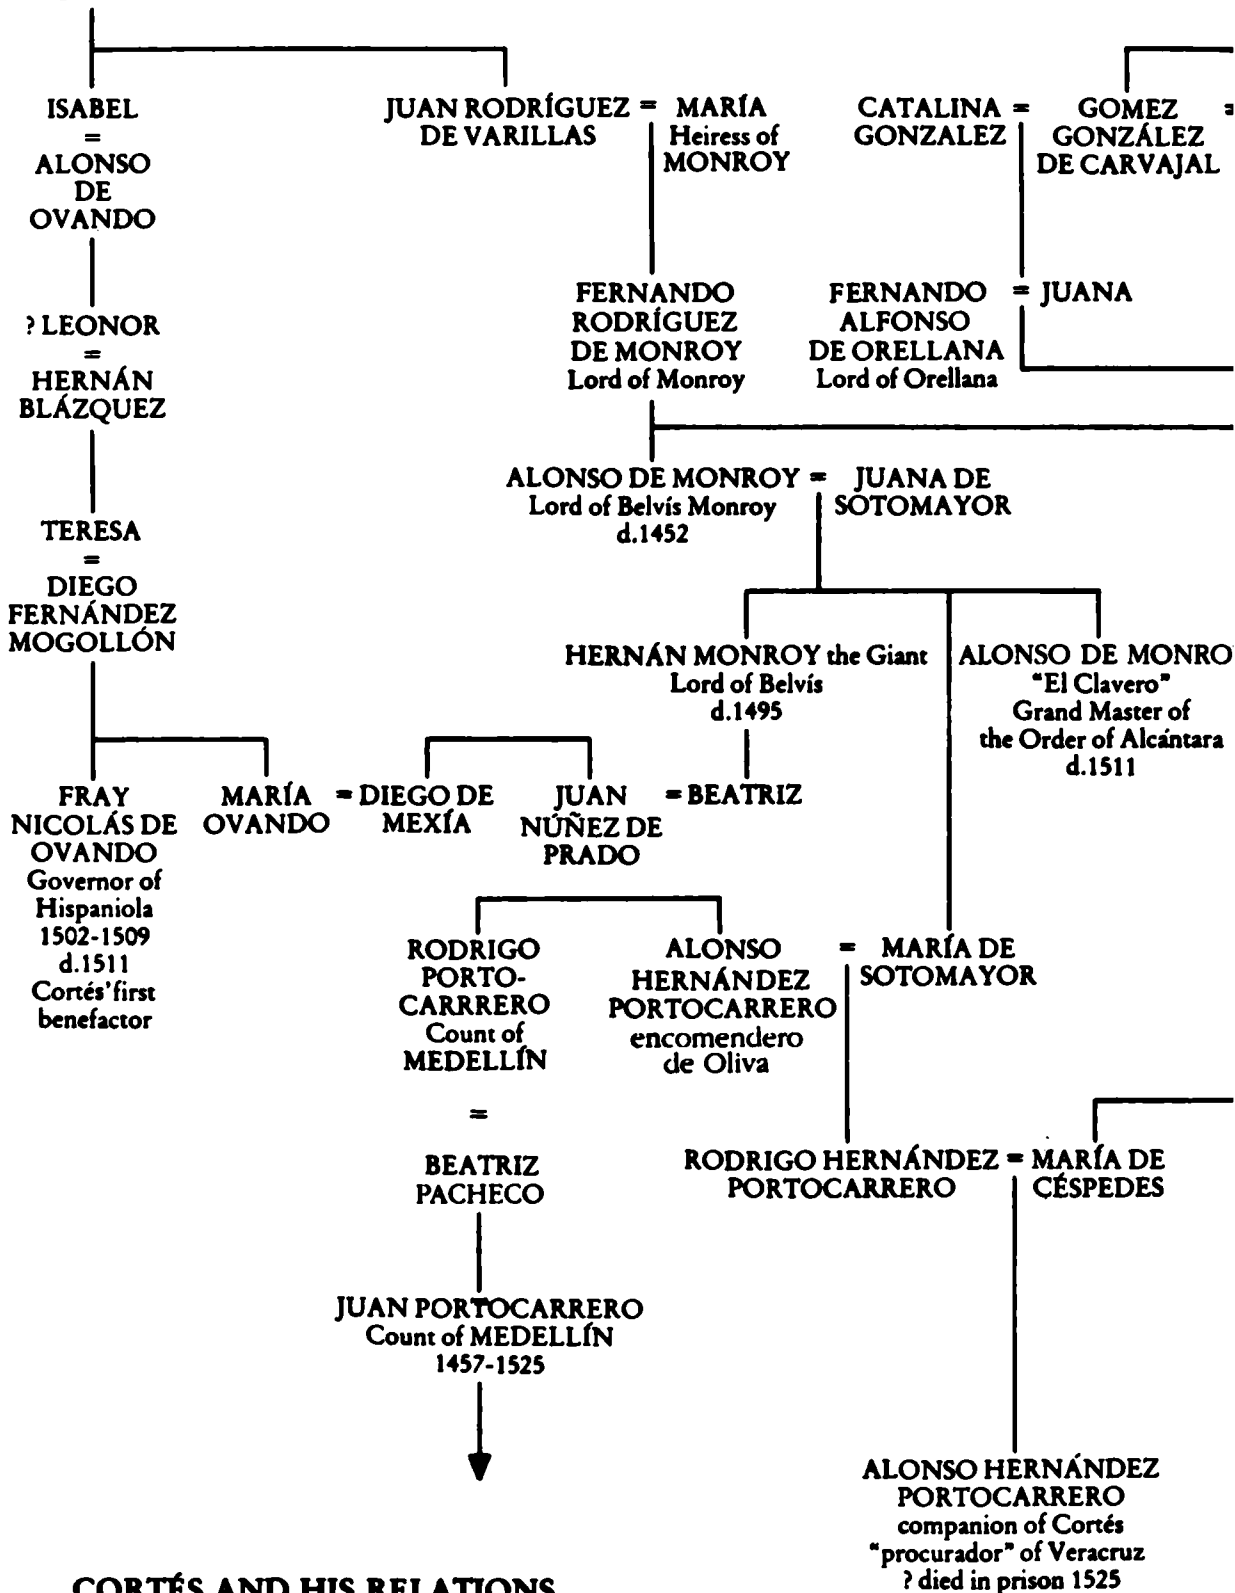 ISABEL
=
ALONSO
DE
OVANDO
? LEONOR
=
HERNÁN
BLÁZQUEZ
TERESA
=
DIEGO
FERNÁNDEZ
MOGOLLÓN
JUAN RODRÍGUEZ = MARÍA
DE VARILLAS Heiress of
MONROY
CATALINA = GOMEZ =
GONZALEZ GONZÁLEZ
DE CARVAJAL
FERNANDO
RODRÍGUEZ
DE MONROY
Lord of Monroy
FERNANDO = JUANA
ALFONSO
DE ORELLANA
Lord of Orellana
ALONSO DE MONROY = JUANA DE
Lord of Belvís Monroy SOTOMAYOR
d.1452
HERNÁN MONROY the Giant
Lord of Belvís
d.1495
ALONSO DE MONRO
"El Clavero"
Grand Master of
the Order of Alcántara
d.1511
FRAY
NICOLÁS DE
OVANDO
Governor of
Hispaniola
1502-1509
d.1511
Cortés' first
benefactor
MARÍA = DIEGO DE
OVANDO MEXÍA
JUAN = BEATRIZ
NÚÑEZ DE
PRADO
RODRIGO
PORTO-
CARRRERO
Count of
MEDELLÍN
=
BEATRIZ
PACHECO
ALONSO = MARÍA DE
HERNÁNDEZ SOTOMAYOR
PORTOCARRERO
encomendero
de Oliva
RODRIGO HERNÁNDEZ = MARÍA DE
PORTOCARRERO CÉSPEDES
JUAN PORTOCARRERO
Count of MEDELLÍN
1457-1525
ALONSO HERNÁNDEZ
PORTOCARRERO
companion of Cortés
"procurador" of Veracruz
? died in prison 1525
CORTÉS AND HIS RELATIONS